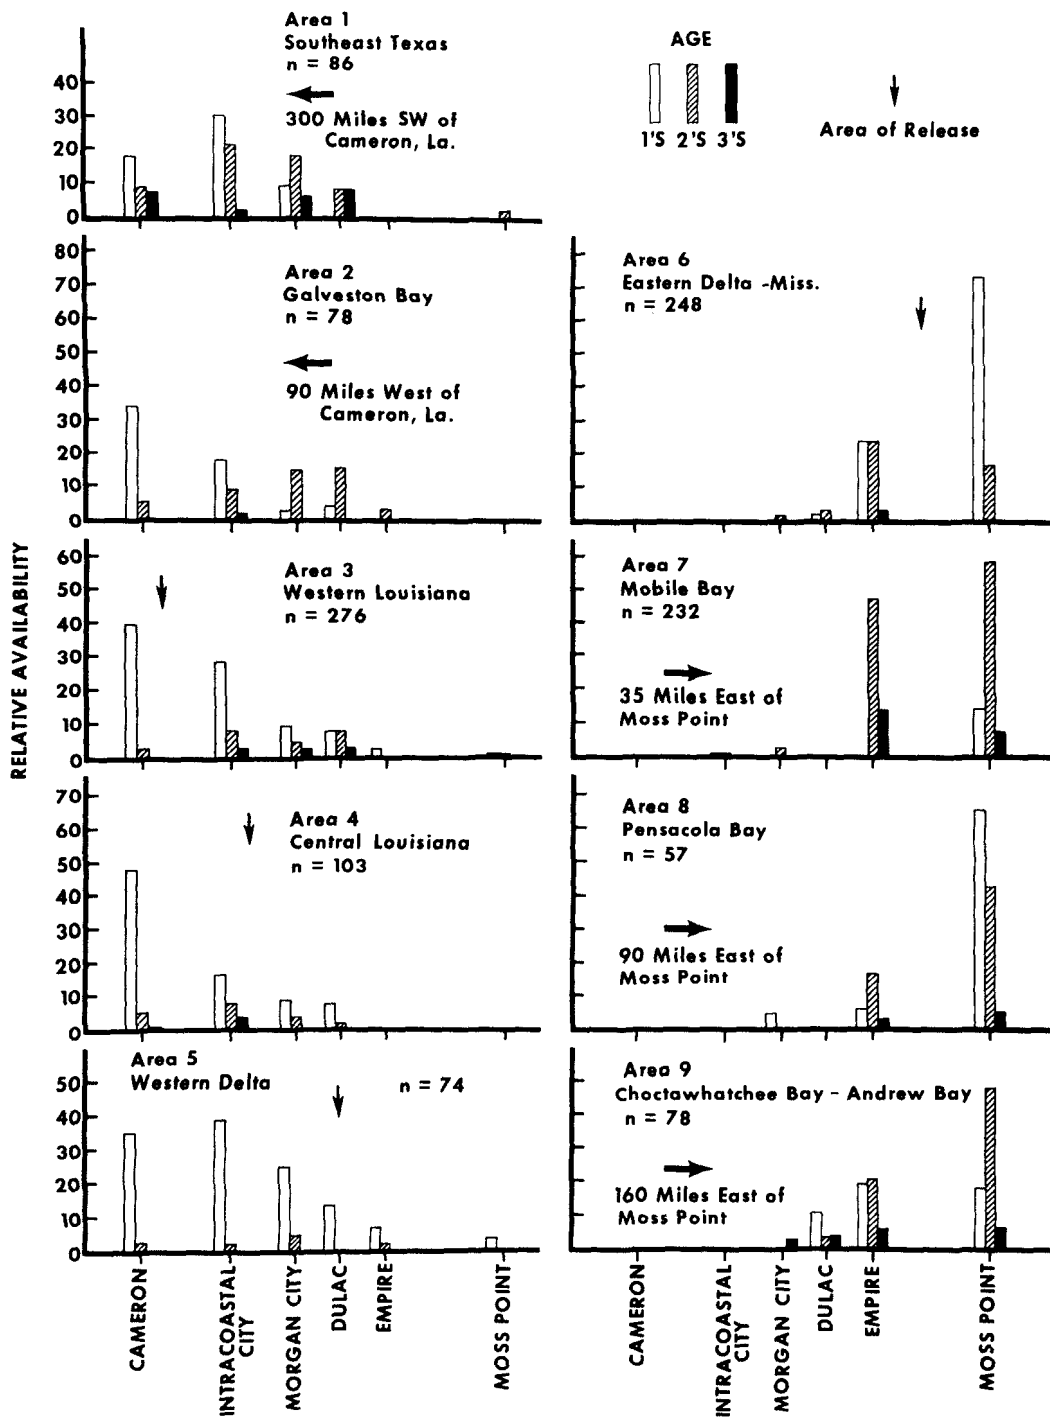 Area 1
Southeast Texas
n = 86
300 Miles SW of
Cameron, La.
40
30
20
10
0
AGE
1'S 2'S 3'S
Area of Release
80
70
60
50
40
30
20
10
0
Area 2
Galveston Bay
n = 78
90 Miles West of
Cameron, La.
RELATIVE AVAILABILITY
60
50
40
30
20
10
0
Area 3
Western Louisiana
n = 276
70
60
50
40
30
20
10
0
Area 4
Central Louisiana
n = 103
50
40
30
20
10
0
Area 5
Western Delta
n = 74
CAMERON
INTRACOASTAL
CITY
MORGAN CITY
DULAC
EMPIRE
MOSS POINT
Area 6
Eastern Delta -Miss.
n = 248
Area 7
Mobile Bay
n = 232
35 Miles East of
Moss Point
Area 8
Pensacola Bay
n = 57
90 Miles East of
Moss Point
Area 9
Choctawhatchee Bay - Andrew Bay
n = 78
160 Miles East of
Moss Point
CAMERON
INTRACOASTAL
CITY
MORGAN CITY
DULAC
EMPIRE
MOSS POINT